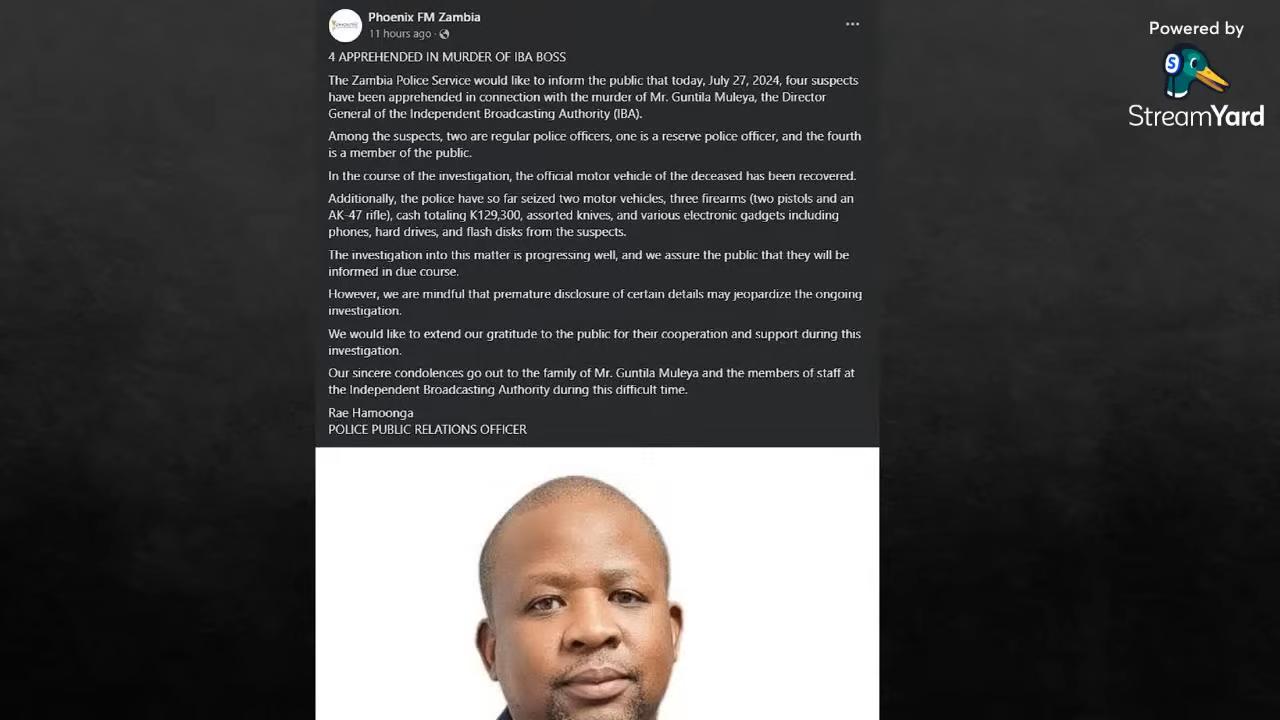 Phoenix FM Zambia
11 hours ago ·
4 APPREHENDED IN MURDER OF IBA BOSS
The Zambia Police Service would like to inform the public that today, July 27, 2024, four suspects
have been apprehended in connection with the murder of Mr. Guntila Muleya, the Director
General of the Independent Broadcasting Authority (IBA).
Among the suspects, two are regular police officers, one is a reserve police officer, and the fourth
is a member of the public.
In the course of the investigation, the official motor vehicle of the deceased has been recovered.
Additionally, the police have so far seized two motor vehicles, three firearms (two pistols and an
AK-47 rifle), cash totaling K129,300, assorted knives, and various electronic gadgets including
phones, hard drives, and flash disks from the suspects.
The investigation into this matter is progressing well, and we assure the public that they will be
informed in due course.
However, we are mindful that premature disclosure of certain details may jeopardize the ongoing
investigation.
We would like to extend our gratitude to the public for their cooperation and support during this
investigation.
Our sincere condolences go out to the family of Mr. Guntila Muleya and the members of staff at
the Independent Broadcasting Authority during this difficult time.
Rae Hamoonga
POLICE PUBLIC RELATIONS OFFICER
Powered by
S
StreamYard